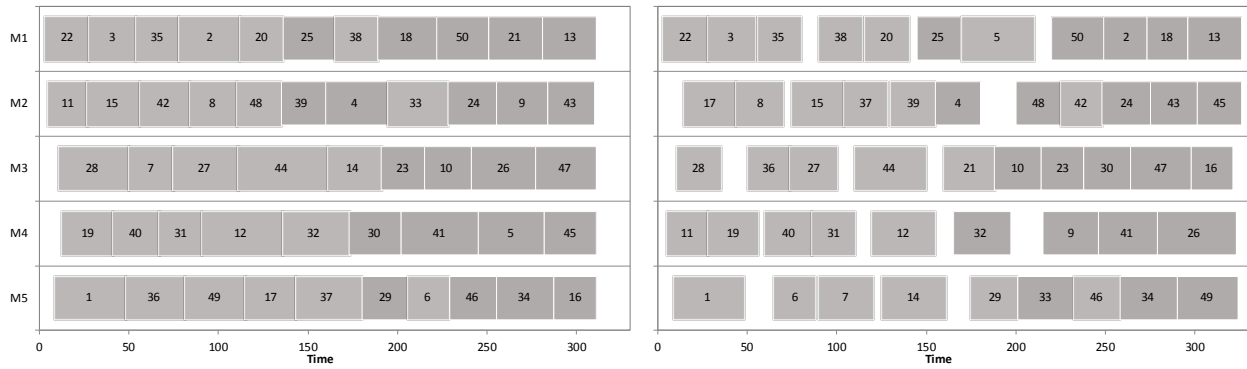 M1 22 3 35 2 20 25 38 18 50 21 13 22 3 35 38 20 25 5 50 2 18 13
M2 11 15 42 8 48 39 4 33 24 9 43 17 8 15 37 39 4 48 42 24 43 45
M3 28 7 27 44 14 23 10 26 47 28 36 27 44 21 10 23 30 47 16
M4 19 40 31 12 32 30 41 5 45 11 19 40 31 12 32 9 41 26
M5 1 36 49 17 37 29 6 46 34 16 1 6 7 14 29 33 46 34 49
0 50 100 150 200 250 300 0 50 100 150 200 250 300
Time Time